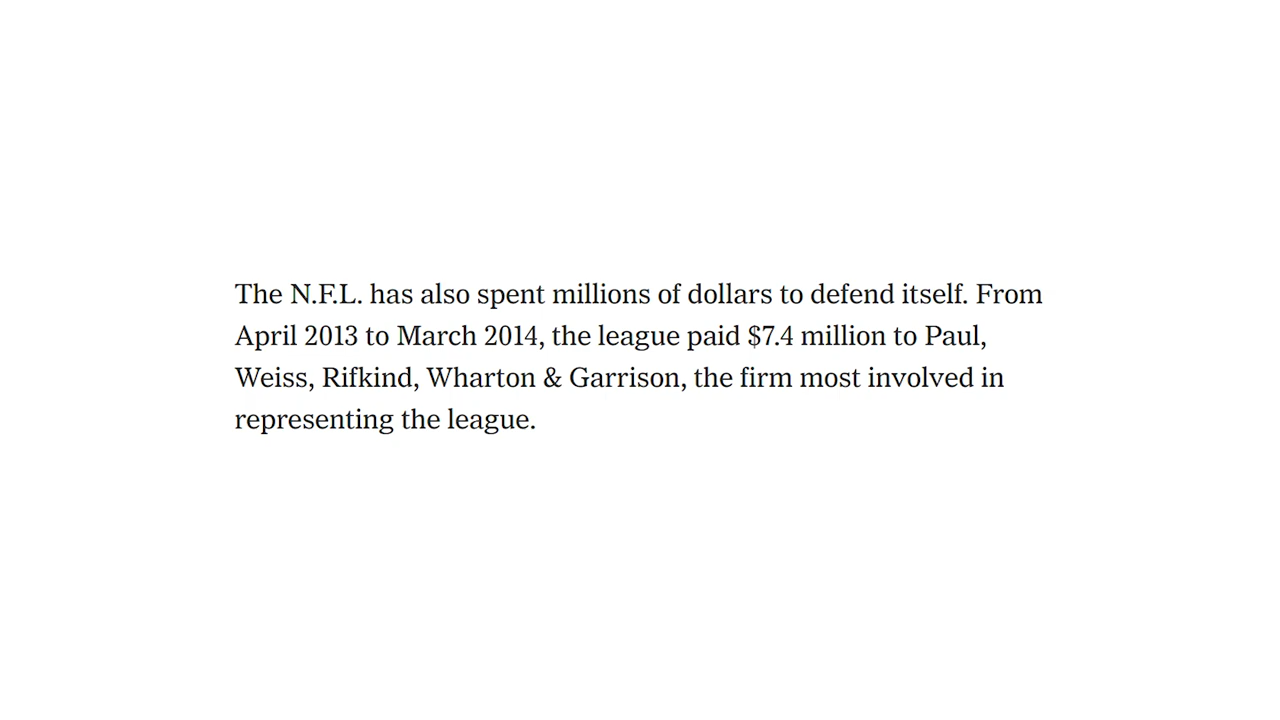 The N.F.L. has also spent millions of dollars to defend itself. From
April 2013 to March 2014, the league paid $7.4 million to Paul,
Weiss, Rifkind, Wharton & Garrison, the firm most involved in
representing the league.